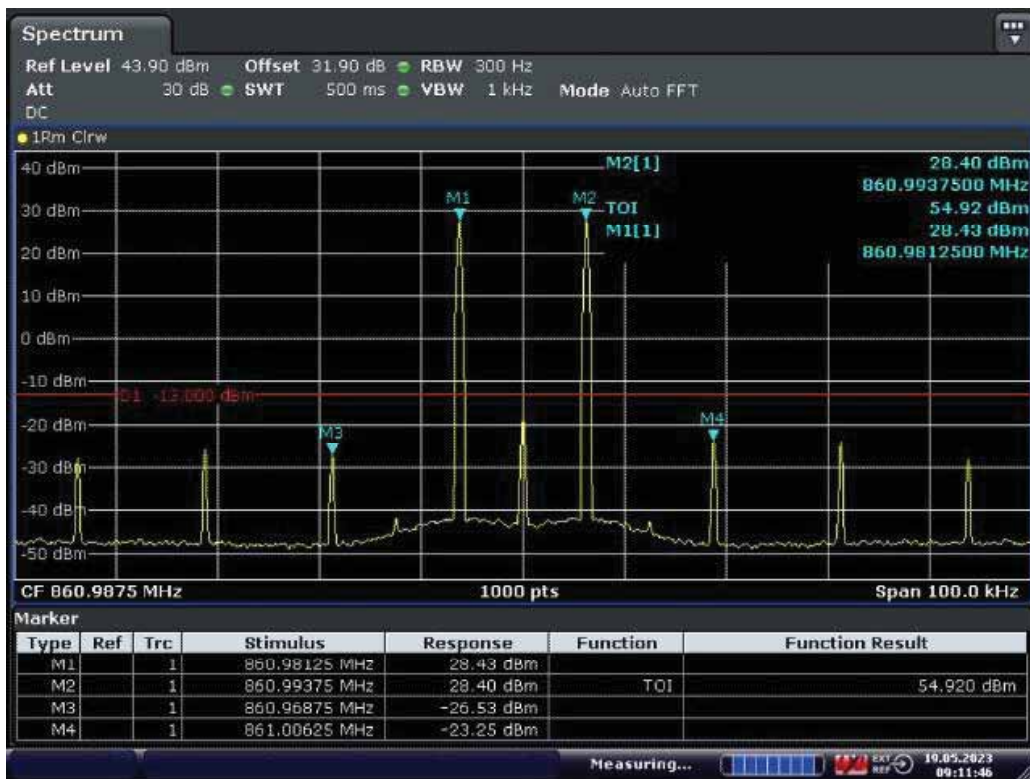 Spectrum
Ref Level 43.90 dBm Offset 31.90 dB RBW 300 Hz
Att 30 dB SWT 500 ms VBW 1 kHz Mode Auto FFT
DC
1Rm Clrw
40 dBm
M2[1] 28.40 dBm
860.9937500 MHz
M1
M2
TOI 54.92 dBm
30 dBm
M1[1] 28.43 dBm
860.9812500 MHz
20 dBm
10 dBm
0 dBm
-10 dBm
D1 -13.000 dBm
-20 dBm
M3
M4
-30 dBm
-40 dBm
-50 dBm
CF 860.9875 MHz 1000 pts Span 100.0 kHz
Marker
Type Ref Trc Stimulus Response Function Function Result
M1 1 860.98125 MHz 28.43 dBm
M2 1 860.99375 MHz 28.40 dBm TOI 54.920 dBm
M3 1 860.96875 MHz -26.53 dBm
M4 1 861.00625 MHz -23.25 dBm
Measuring... EXT REF 19.05.2023
09:11:46